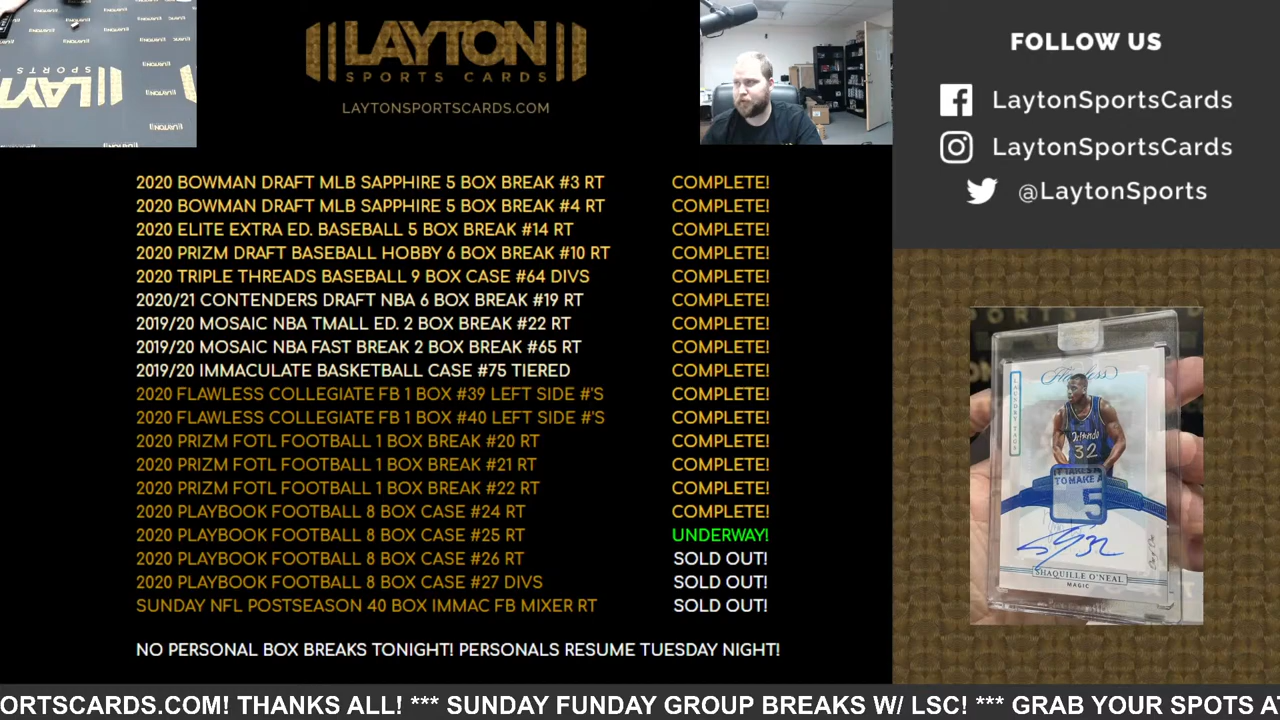 LAYTON
SPORTS CARDS
LAYTONSPORTSCARDS.COM
2020 BOWMAN DRAFT MLB SAPPHIRE 5 BOX BREAK #3 RT COMPLETE!
2020 BOWMAN DRAFT MLB SAPPHIRE 5 BOX BREAK #4 RT COMPLETE!
2020 ELITE EXTRA ED. BASEBALL 5 BOX BREAK #14 RT COMPLETE!
2020 PRIZM DRAFT BASEBALL HOBBY 6 BOX BREAK #10 RT COMPLETE!
2020 TRIPLE THREADS BASEBALL 9 BOX CASE #64 DIVS COMPLETE!
2020/21 CONTENDERS DRAFT NBA 6 BOX BREAK #19 RT COMPLETE!
2019/20 MOSAIC NBA TMALL ED. 2 BOX BREAK #22 RT COMPLETE!
2019/20 MOSAIC NBA FAST BREAK 2 BOX BREAK #65 RT COMPLETE!
2019/20 IMMACULATE BASKETBALL CASE #75 TIERED COMPLETE!
2020 FLAWLESS COLLEGIATE FB 1 BOX #39 LEFT SIDE #'S COMPLETE!
2020 FLAWLESS COLLEGIATE FB 1 BOX #40 LEFT SIDE #'S COMPLETE!
2020 PRIZM FOTL FOOTBALL 1 BOX BREAK #20 RT COMPLETE!
2020 PRIZM FOTL FOOTBALL 1 BOX BREAK #21 RT COMPLETE!
2020 PRIZM FOTL FOOTBALL 1 BOX BREAK #22 RT COMPLETE!
2020 PLAYBOOK FOOTBALL 8 BOX CASE #24 RT COMPLETE!
2020 PLAYBOOK FOOTBALL 8 BOX CASE #25 RT UNDERWAY!
2020 PLAYBOOK FOOTBALL 8 BOX CASE #26 RT SOLD OUT!
2020 PLAYBOOK FOOTBALL 8 BOX CASE #27 DIVS SOLD OUT!
SUNDAY NFL POSTSEASON 40 BOX IMMAC FB MIXER RT SOLD OUT!
NO PERSONAL BOX BREAKS TONIGHT! PERSONALS RESUME TUESDAY NIGHT!
FOLLOW US
LaytonSportsCards
LaytonSportsCards
@LaytonSports
Flawless
LAUNDRY TAGS
Orlando
32
IT TAKES
TO MAKE A
5
SHAQUILLE O'NEAL
MAGIC
ORTSCARDS.COM! THANKS ALL! *** SUNDAY FUNDAY GROUP BREAKS W/ LSC! *** GRAB YOUR SPOTS A